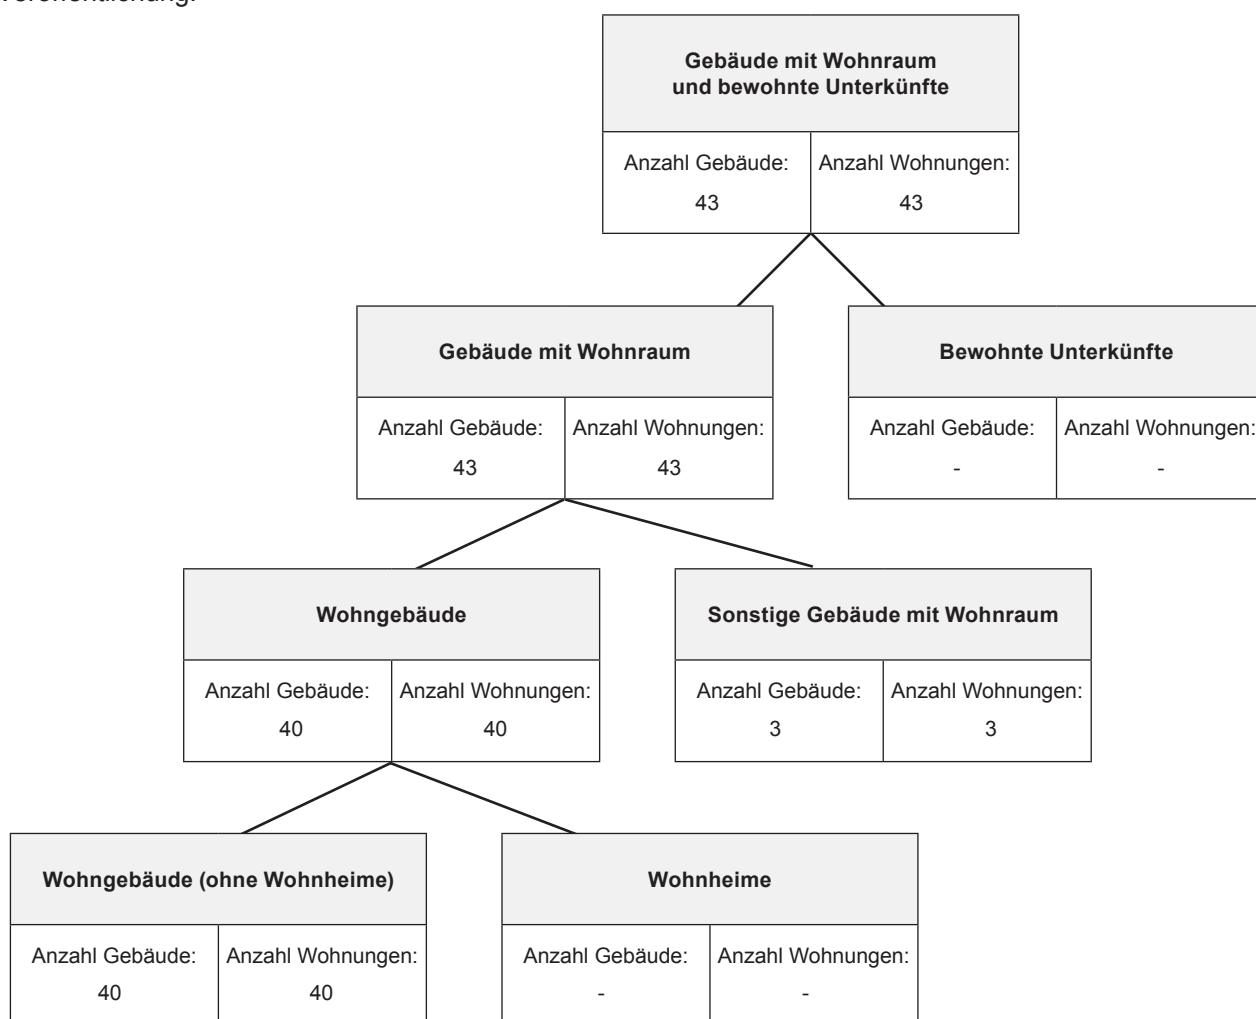 Veröffentlichung.
Gebäude mit Wohnraum
und bewohnte Unterkünfte
Anzahl Gebäude: Anzahl Wohnungen:
43 43
Gebäude mit Wohnraum
Anzahl Gebäude: Anzahl Wohnungen:
43 43
Bewohnte Unterkünfte
Anzahl Gebäude: Anzahl Wohnungen:
- -
Wohngebäude
Anzahl Gebäude: Anzahl Wohnungen:
40 40
Sonstige Gebäude mit Wohnraum
Anzahl Gebäude: Anzahl Wohnungen:
3 3
Wohngebäude (ohne Wohnheime)
Anzahl Gebäude: Anzahl Wohnungen:
40 40
Wohnheime
Anzahl Gebäude: Anzahl Wohnungen:
- -